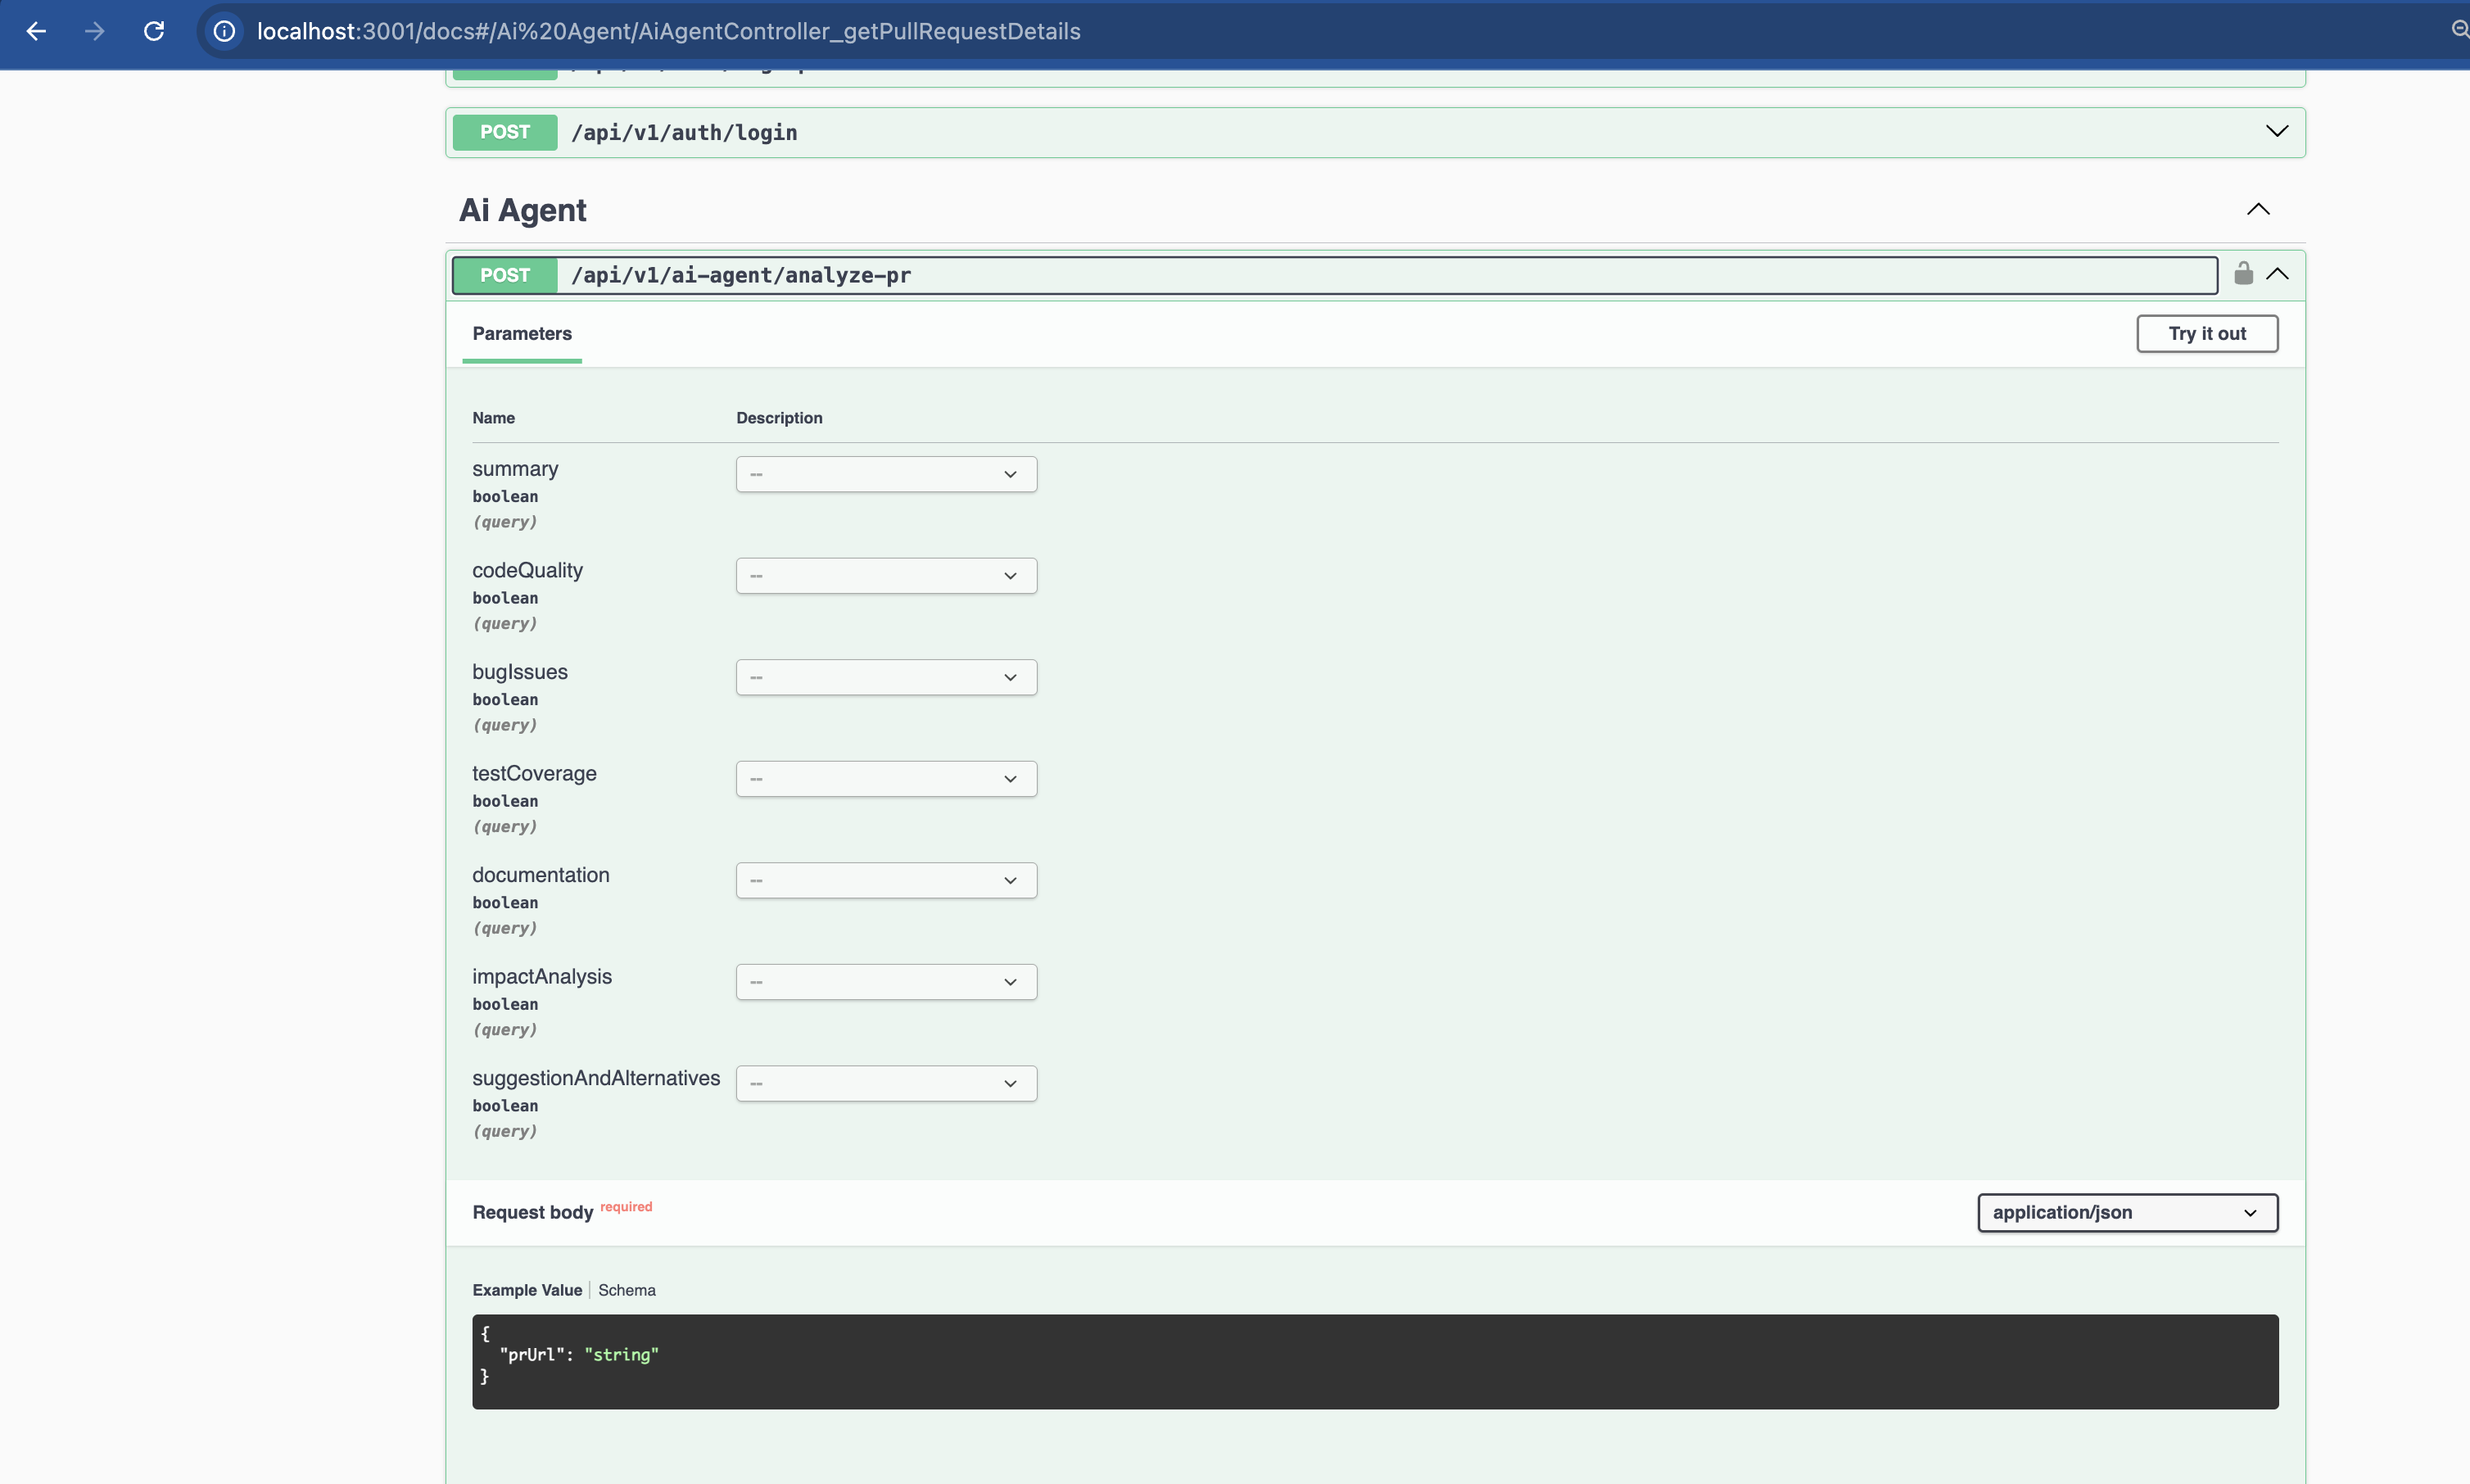 localhost:3001/docs#/Ai%20Agent/AiAgentController_getPullRequestDetails
POST /api/v1/auth/login
Ai Agent
POST /api/v1/ai-agent/analyze-pr
Parameters
Try it out
Name Description
summary --
boolean
(query)
codeQuality --
boolean
(query)
bugIssues --
boolean
(query)
testCoverage --
boolean
(query)
documentation --
boolean
(query)
impactAnalysis --
boolean
(query)
suggestionAndAlternatives --
boolean
(query)
Request body required
application/json
Example Value Schema
{
"prUrl": "string"
}